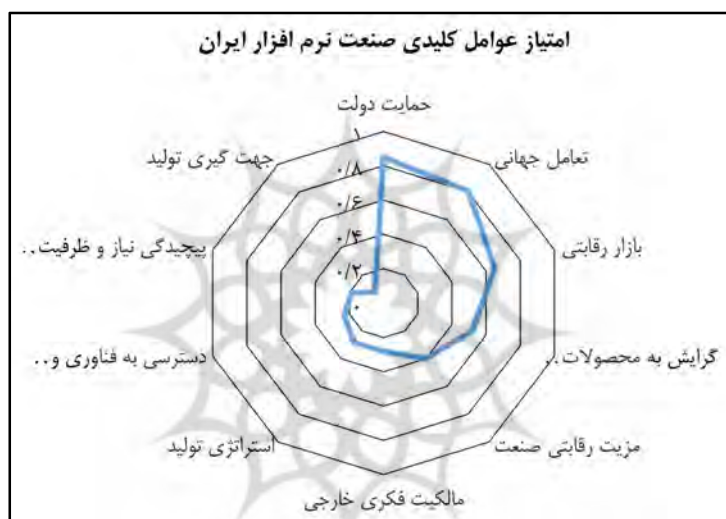 امتیاز عوامل کلیدی صنعت نرم افزار ایران
حمایت دولت
تعامل جهانی
بازار رقابتی
گرایش به محصولات..
مزیت رقابتی صنعت
مالکیت فکری خارجی
استراتژی تولید
دسترسی به فناوری و..
پیچیدگی نیاز و ظرفیت..
جهت گیری تولید
۱
۰/۸
۰/۶
۰/۴
۰/۲
۰